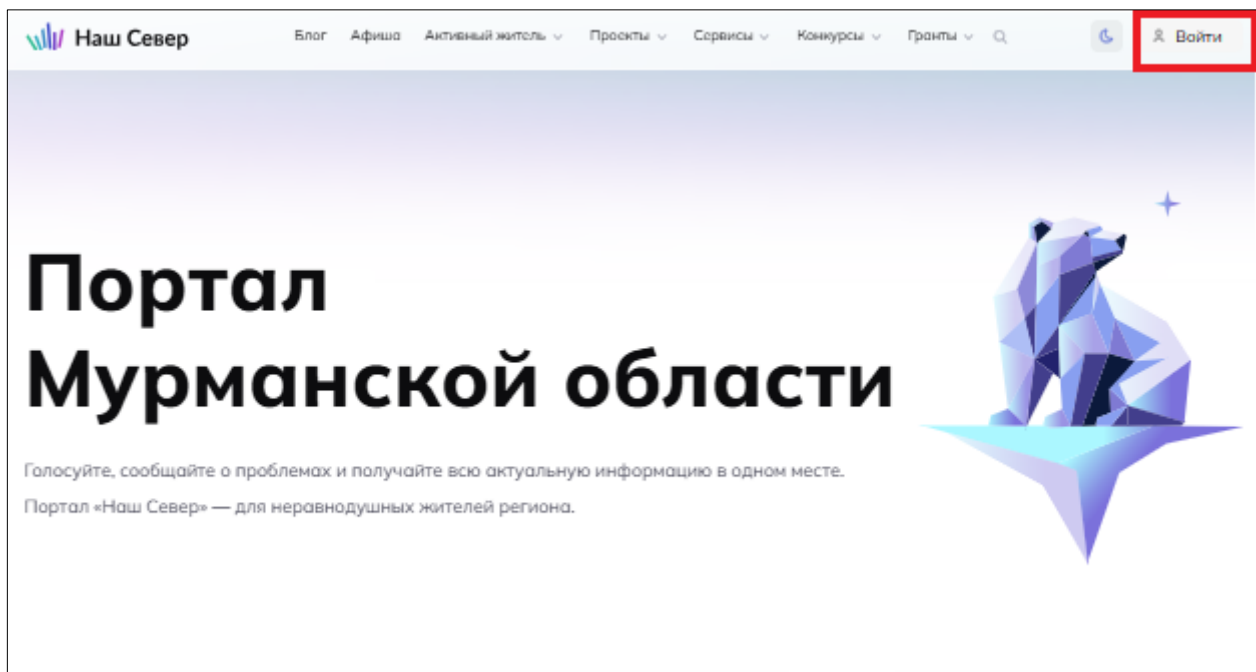 Наш Север
Блог Афиша Активный житель Проекты Сервисы Конкурсы Гранты Войти
Портал
Мурманской области
Голосуйте, сообщайте о проблемах и получайте всю актуальную информацию в одном месте.
Портал «Наш Север» — для неравнодушных жителей региона.